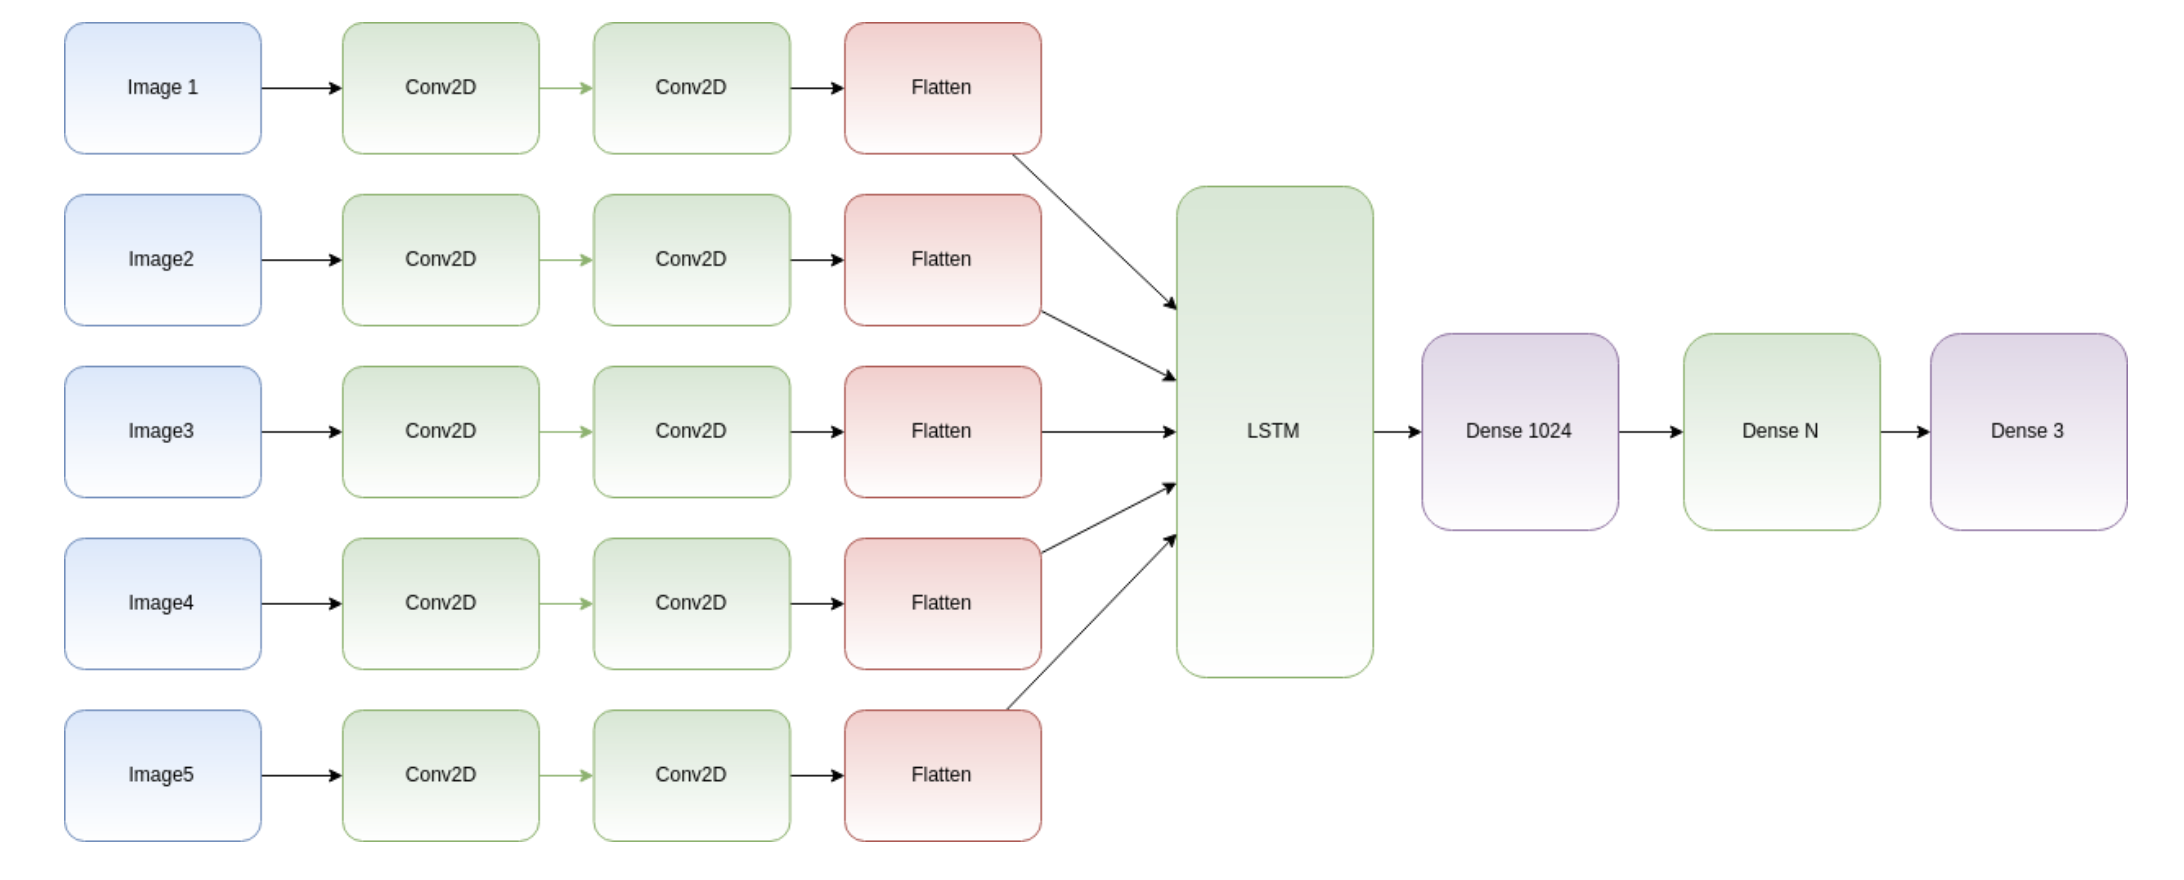 Image 1
Conv2D
Conv2D
Flatten
Image2
Conv2D
Conv2D
Flatten
Image3
Conv2D
Conv2D
Flatten
LSTM
Dense 1024
Dense N
Dense 3
Image4
Conv2D
Conv2D
Flatten
Image5
Conv2D
Conv2D
Flatten